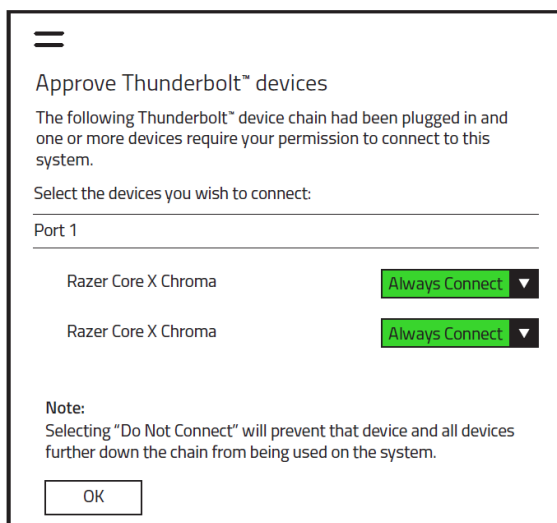 Approve Thunderbolt™ devices
The following Thunderbolt™ device chain had been plugged in and
one or more devices require your permission to connect to this
system.
Select the devices you wish to connect:
Port 1
Razer Core X Chroma Always Connect
Razer Core X Chroma Always Connect
Note:
Selecting “Do Not Connect” will prevent that device and all devices
further down the chain from being used on the system.
OK